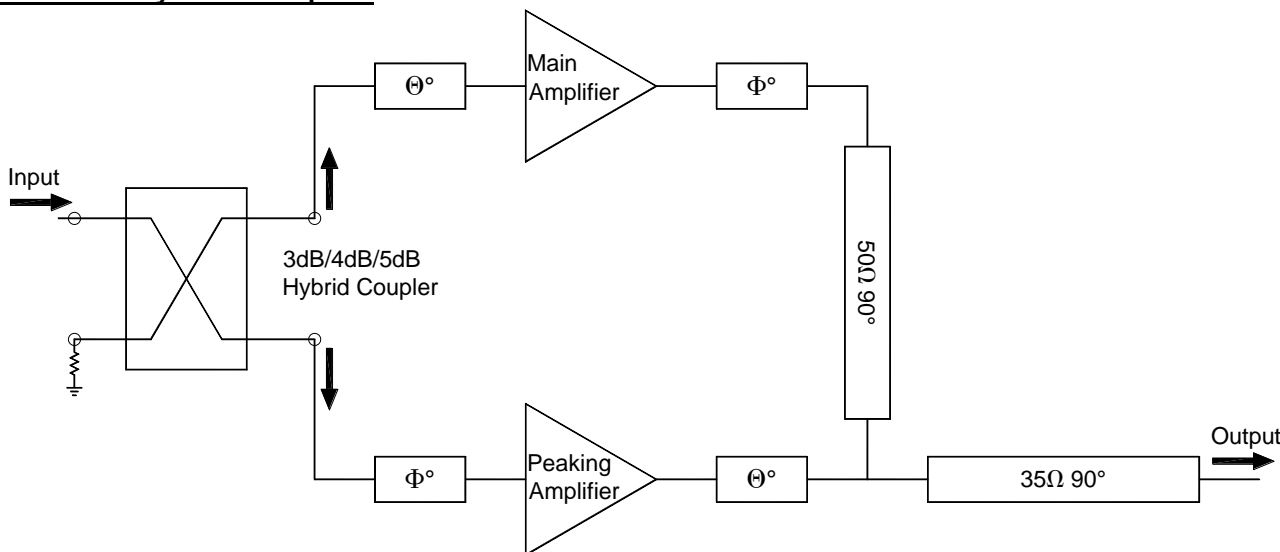 Θ°
Main
Amplifier
Φ°
Input
3dB/4dB/5dB
Hybrid Coupler
50Ω 90°
Φ°
Peaking
Amplifier
Θ°
35Ω 90°
Output